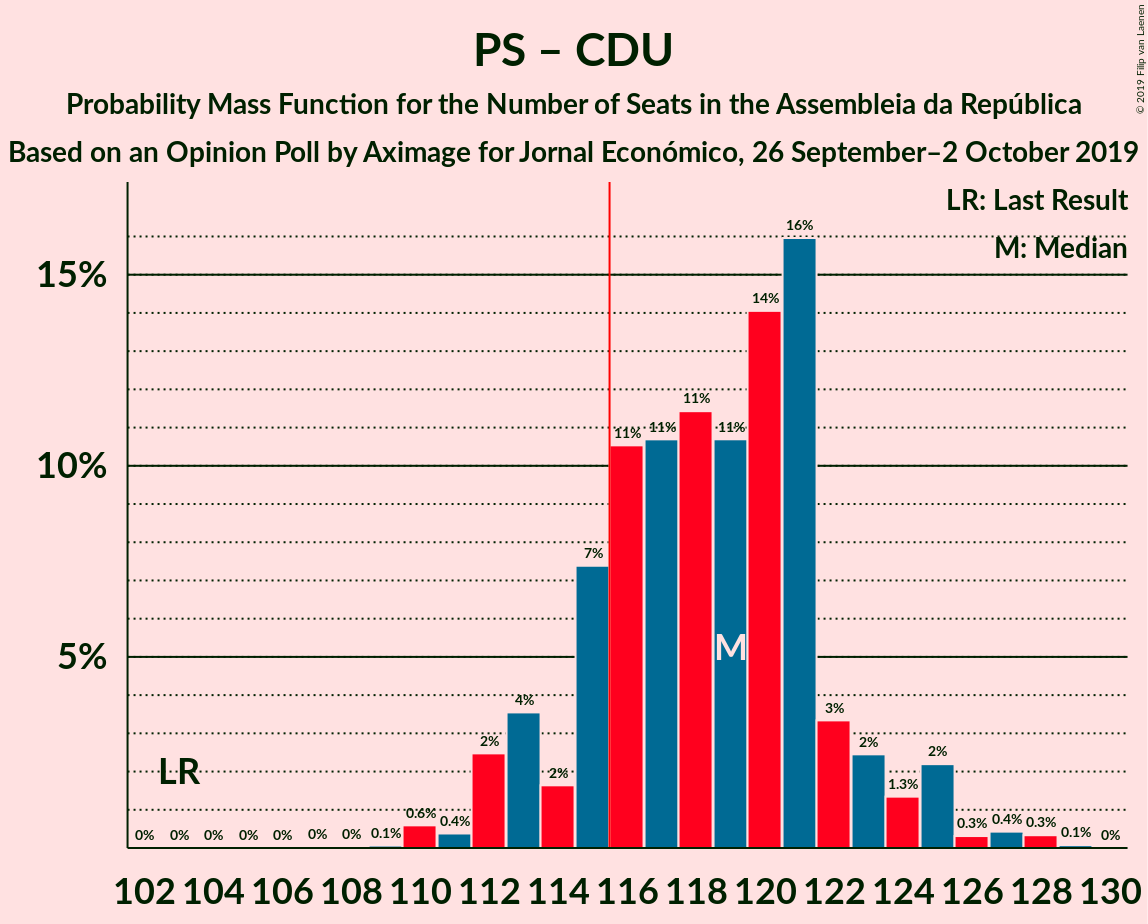 PS – CDU
Probability Mass Function for the Number of Seats in the Assembleia da República
Based on an Opinion Poll by Aximage for Jornal Económico, 26 September–2 October 2019
© 2019 Filip van Laenen
LR: Last Result
M: Median
15%
10%
5%
LR
M
0% 0% 0% 0% 0% 0% 0% 0.1% 0.6% 0.4% 2% 4% 2% 7% 11% 11% 11% 11% 14% 16% 3% 2% 1.3% 2% 0.3% 0.4% 0.3% 0.1% 0%
102 104 106 108 110 112 114 116 118 120 122 124 126 128 130